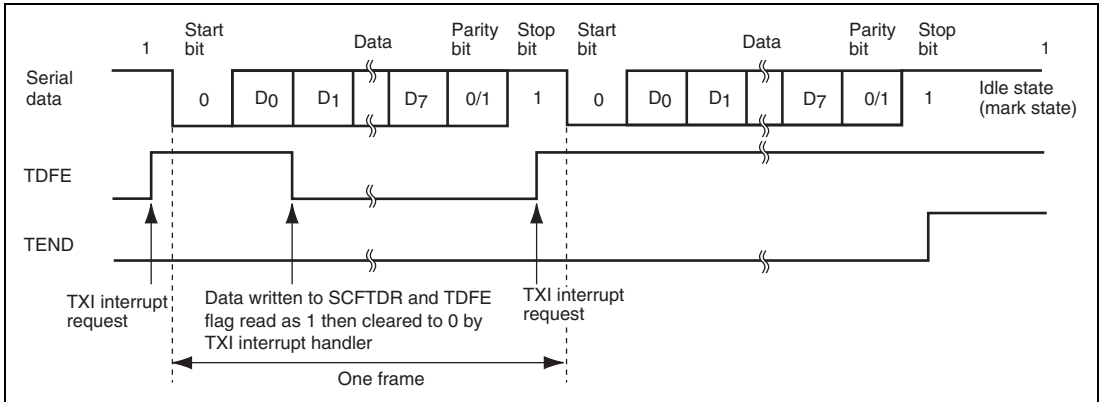 1 Start bit Data Parity bit Stop bit Start bit Data Parity bit Stop bit 1
Serial data 0 D0 D1 D7 0/1 1 0 D0 D1 D7 0/1 1 Idle state (mark state)
TDFE
TEND
TXI interrupt request
Data written to SCFTDR and TDFE
flag read as 1 then cleared to 0 by
TXI interrupt handler
TXI interrupt request
One frame